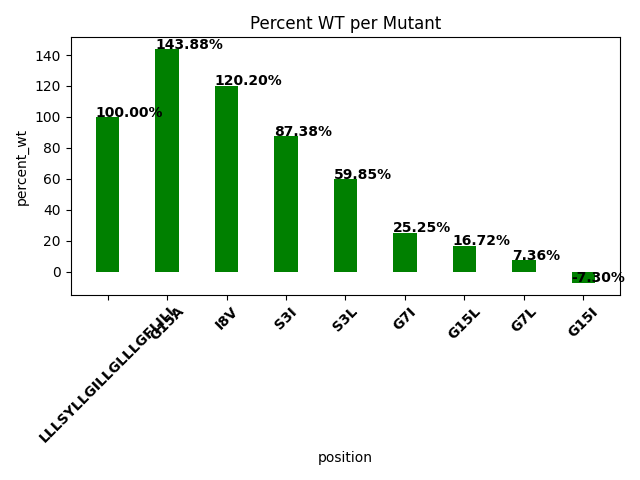 Percent WT per Mutant
percent_wt
140
120
100
80
60
40
20
0
100.00%
143.88%
120.20%
87.38%
59.85%
25.25%
16.72%
7.36%
-7.30%
G15A
I8V
S3I
S3L
G7I
G15L
G7L
G15I
position